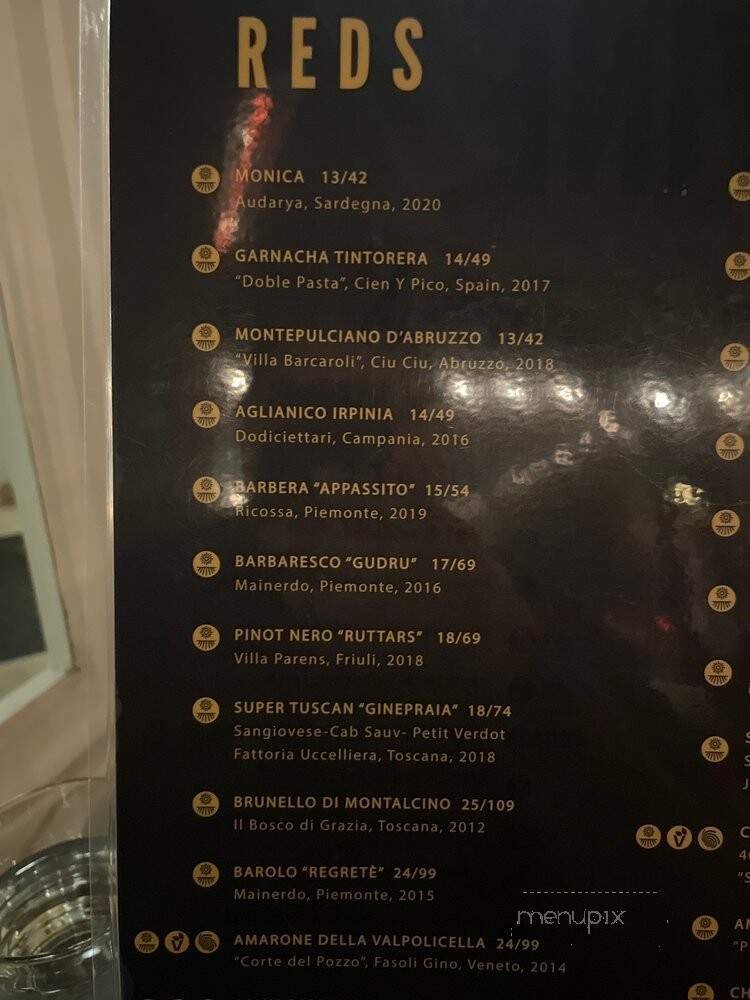 REDS
MONICA 13/42
Audarya, Sardegna, 2020
GARNACHA TINTORERA 14/49
"Doble Pasta", Cien Y Pico, Spain, 2017
MONTEPULCIANO D'ABRUZZO 13/42
"Villa Barcaroli", Ciu Ciu, Abruzzo, 2018
AGLIANICO IRPINIA 14/49
Dodiciettari, Campania, 2016
BARBERA "APPASSITO" 15/54
Ricossa, Piemonte, 2019
BARBARESCO "GUDRU" 17/69
Mainerdo, Piemonte, 2016
PINOT NERO "RUTTARS" 18/69
Villa Parens, Friuli, 2018
SUPER TUSCAN "GINEPRAIA" 18/74
Sangiovese-Cab Sauv- Petit Verdot
Fattoria Uccelliera, Toscana, 2018
BRUNELLO DI MONTALCINO 25/109
Il Bosco di Grazia, Toscana, 2012
BAROLO "REGRETÈ" 24/99
Mainerdo, Piemonte, 2015
AMARONE DELLA VALPOLICELLA 24/99
"Corte del Pozzo", Fasoli Gino, Veneto, 2014
menupix